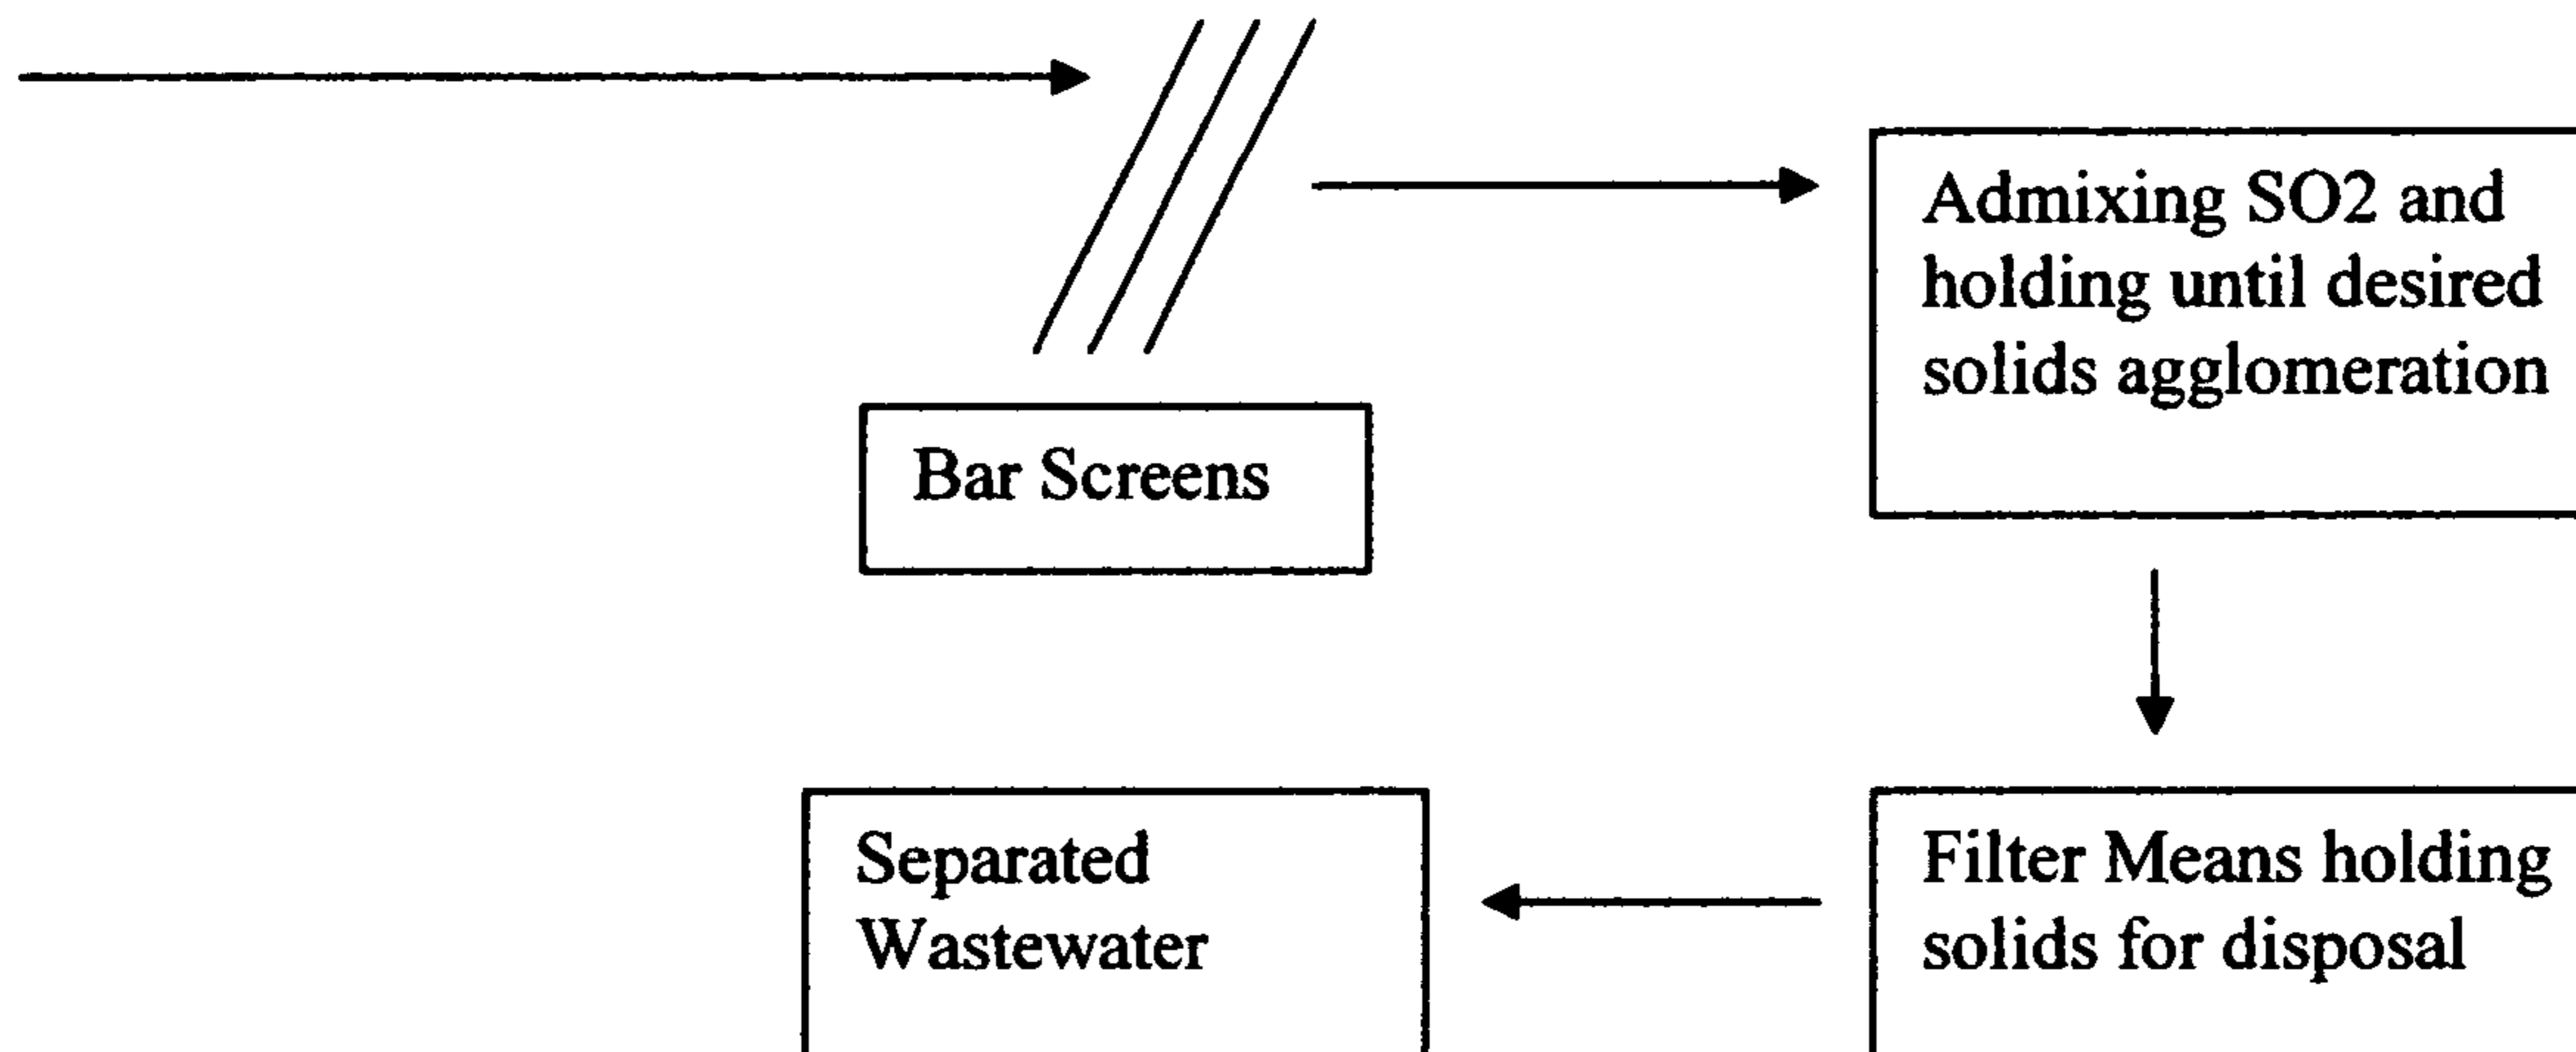 Admixing SO2 and
holding until desired
solids agglomeration
Bar Screens
Filter Means holding
solids for disposal
Separated
Wastewater